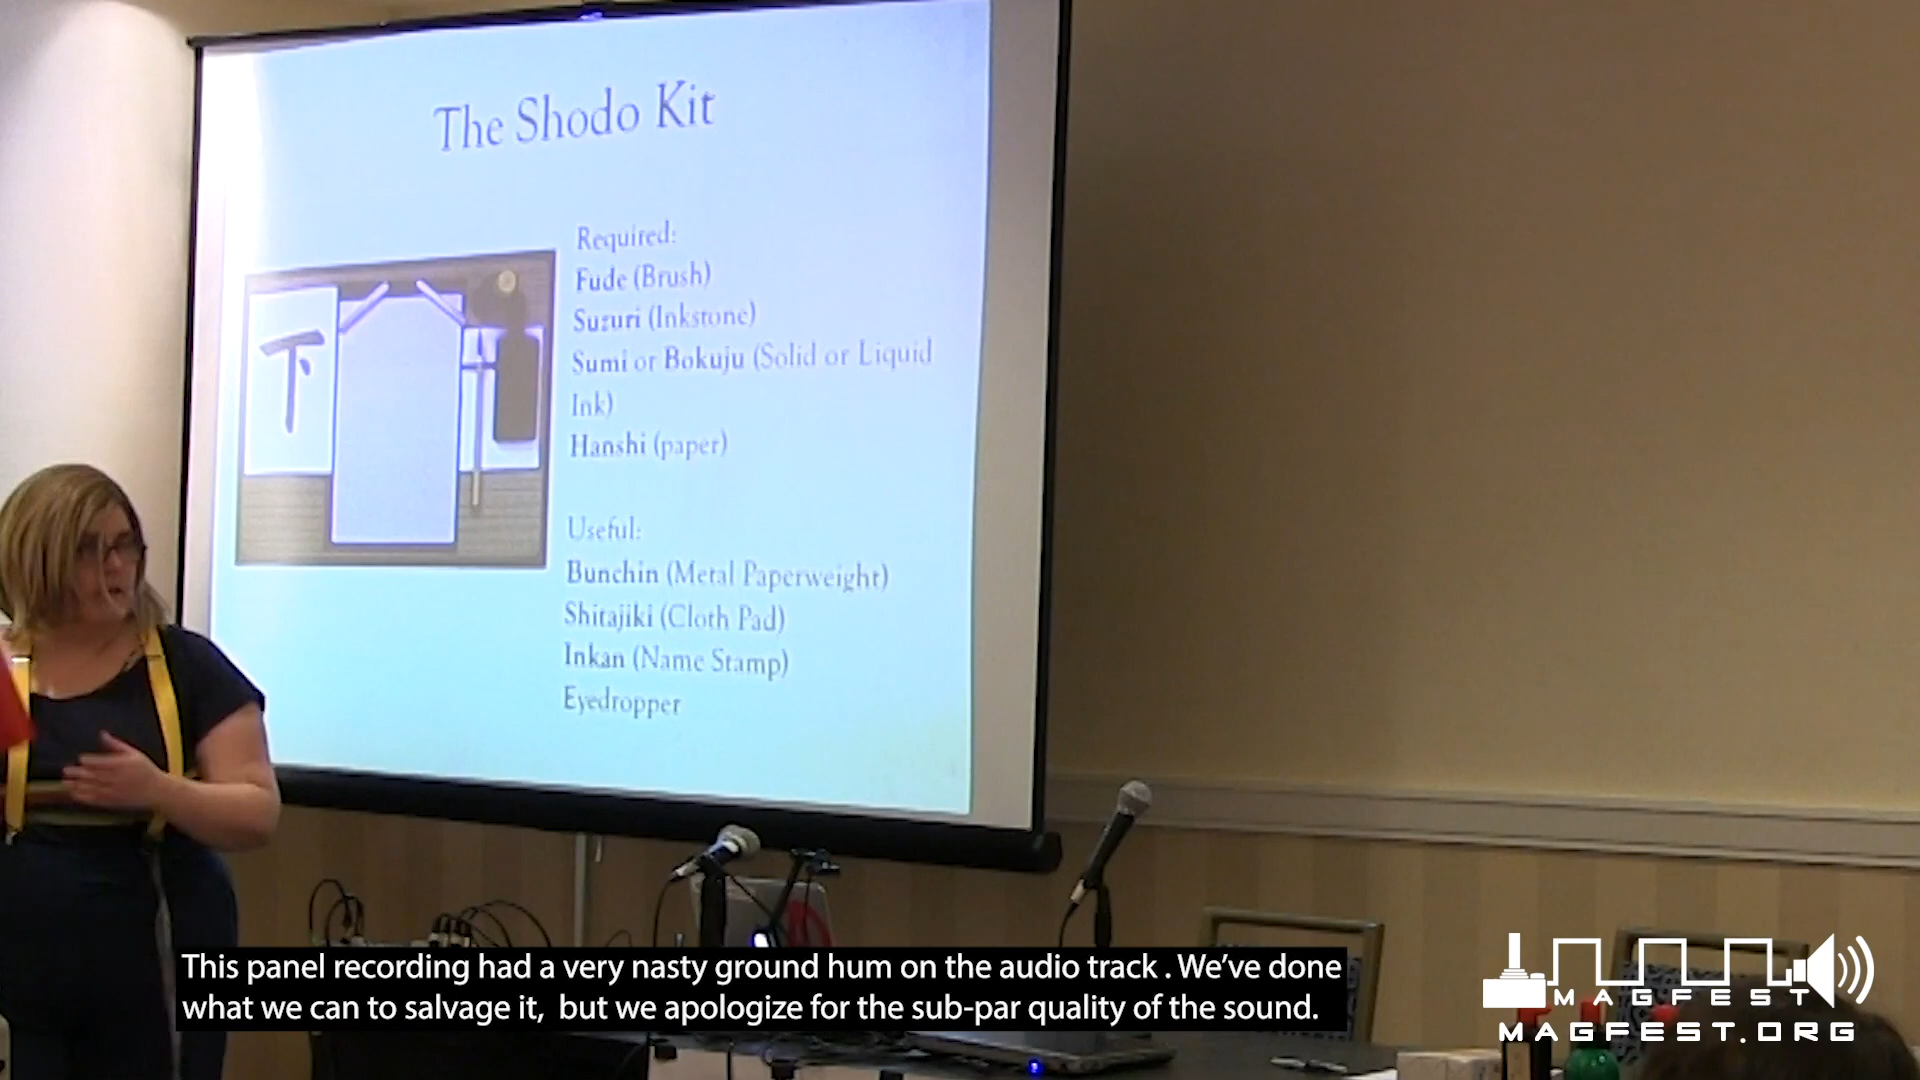 The Shodo Kit
Required:
Fude (Brush)
Suzuri (Inkstone)
Sumi or Bokuju (Solid or Liquid
Ink)
Hanshi (paper)
Useful:
Bunchin (Metal Paperweight)
Shitajiki (Cloth Pad)
Inkan (Name Stamp)
Eyedropper
下
This panel recording had a very nasty ground hum on the audio track . We've done
what we can to salvage it, but we apologize for the sub-par quality of the sound.
MAGFEST
MAGFEST.ORG